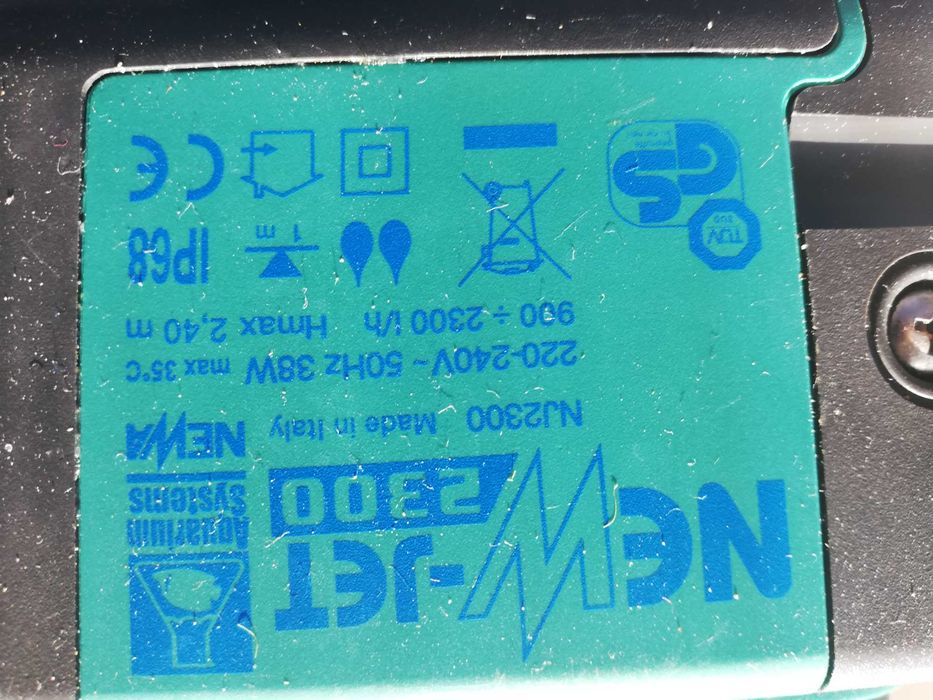 NEW-JET
2300
Aquarium
Systems
NEWA
NJ2300 Made in Italy
220-240V~ 50Hz 38W max 35°C
900 ÷ 2300 l/h Hmax 2,40 m
TÜV
GS
1 m
IP68
CE